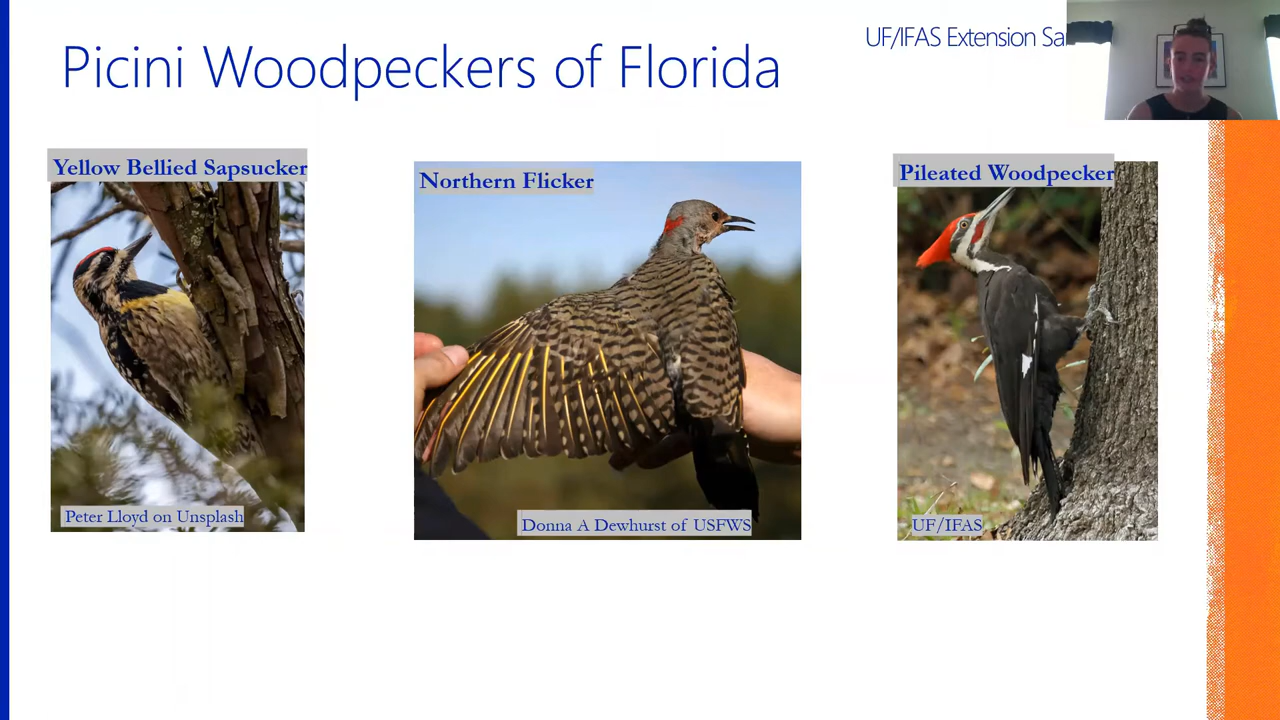 Picini Woodpeckers of Florida
UF/IFAS Extension
Yellow Bellied Sapsucker
Northern Flicker
Pileated Woodpecker
Peter Lloyd on Unsplash
Donna A Dewhurst of USFWS
UF/IFAS